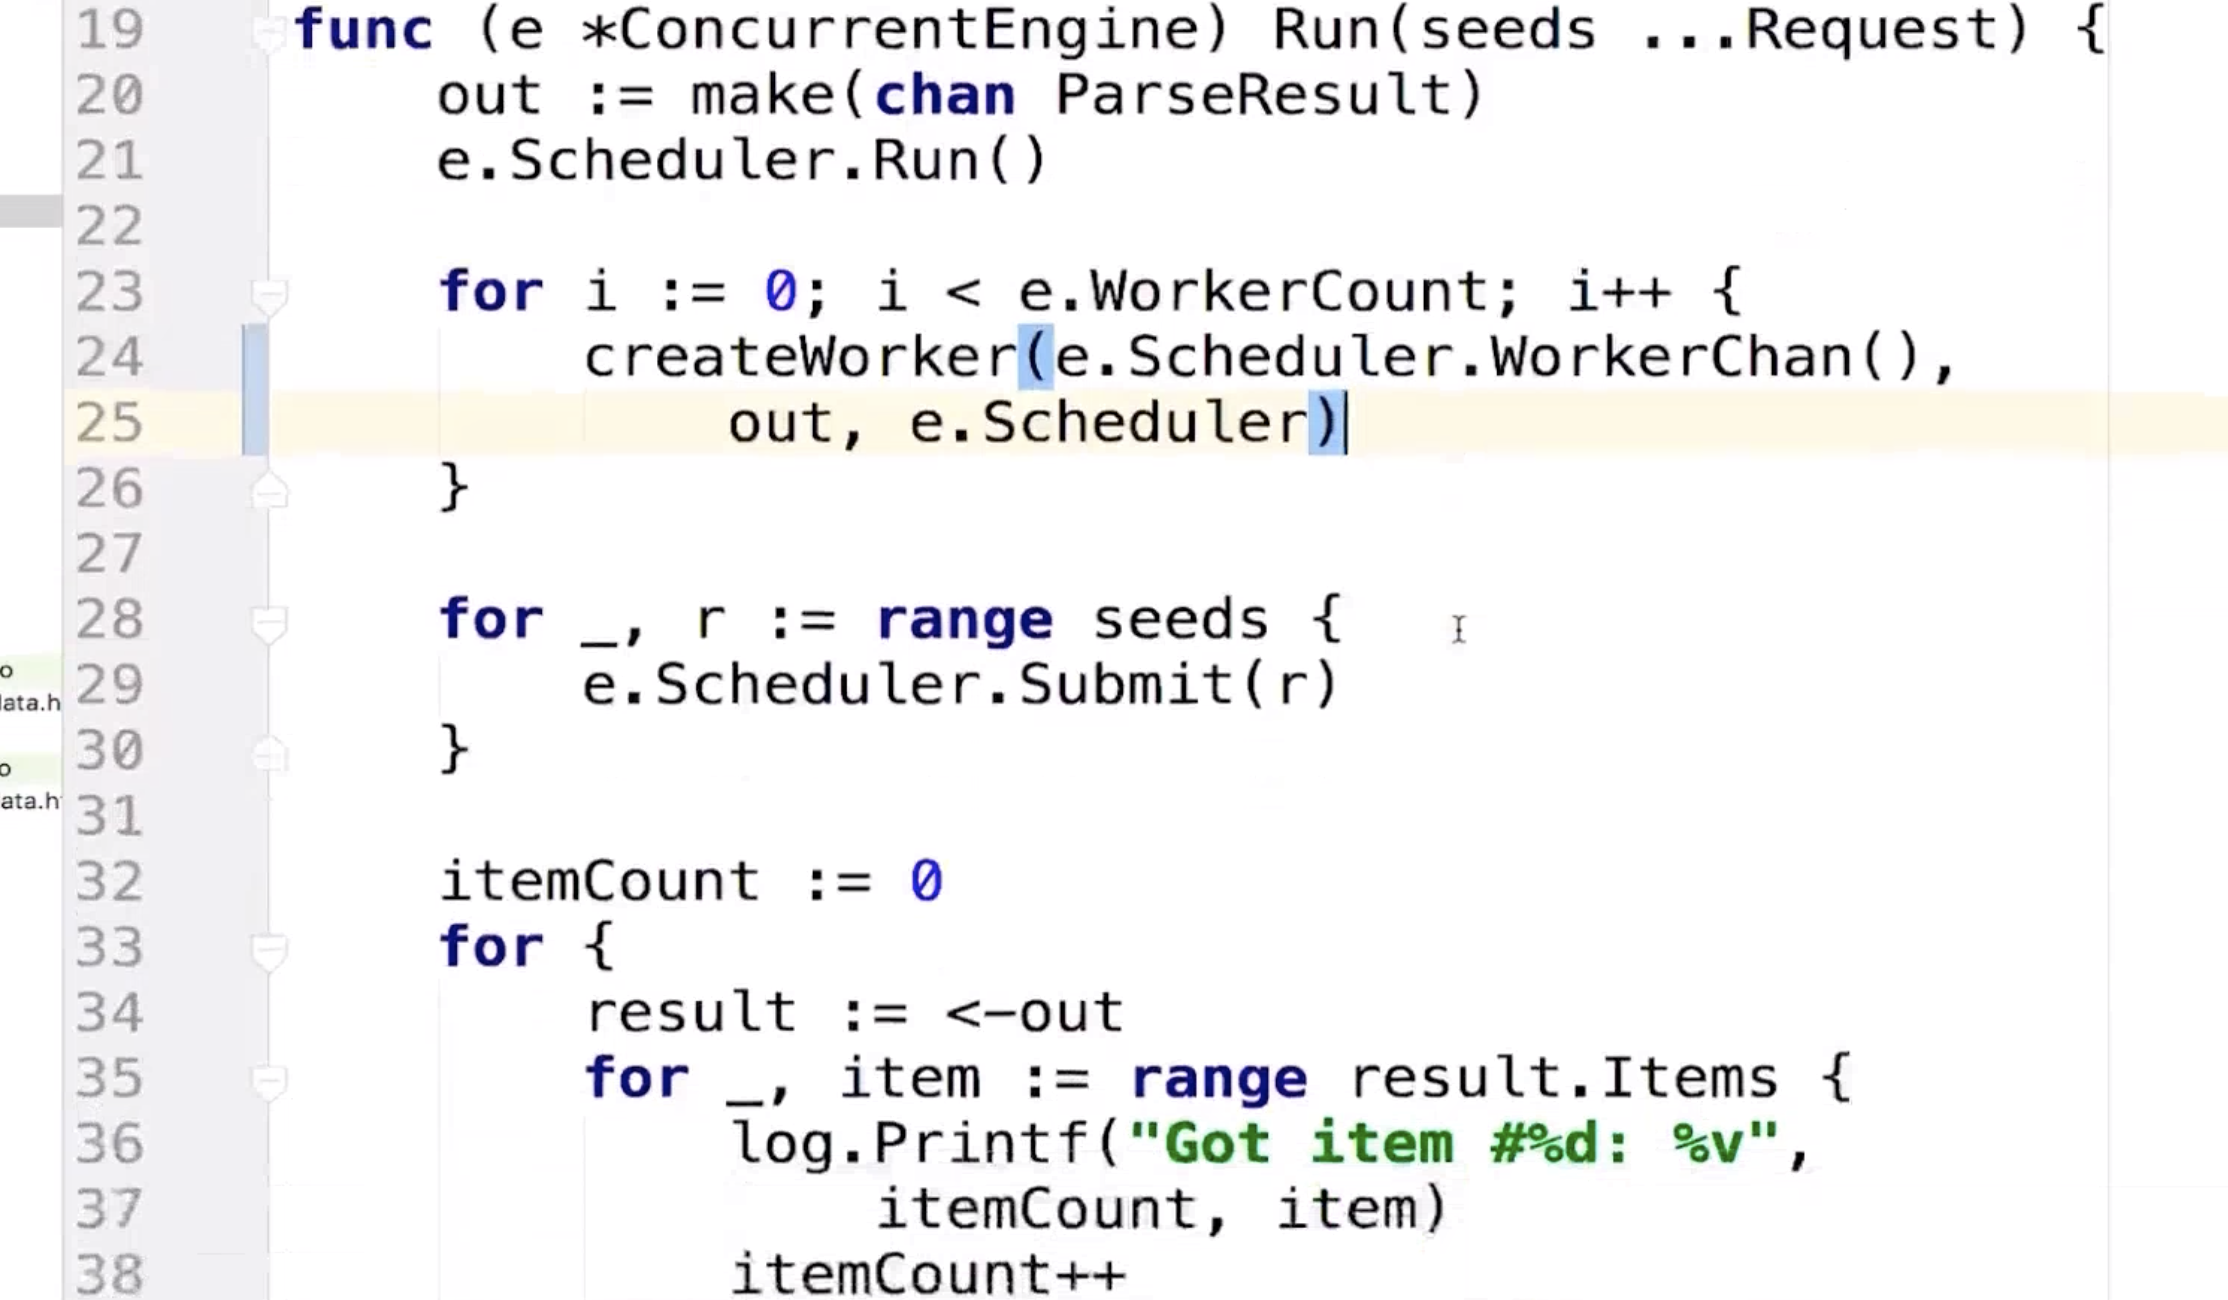 19 func (e *ConcurrentEngine) Run(seeds ...Request) {
20 out := make(chan ParseResult)
21 e.Scheduler.Run()
22
23 for i := 0; i < e.WorkerCount; i++ {
24 createWorker(e.Scheduler.WorkerChan(),
25 out, e.Scheduler)
26 }
27
28 for _, r := range seeds {
29 e.Scheduler.Submit(r)
30 }
31
32 itemCount := 0
33 for {
34 result := <-out
35 for _, item := range result.Items {
36 log.Printf("Got item #%d: %v",
37 itemCount, item)
38 itemCount++
o
lata.h
o
ata.h